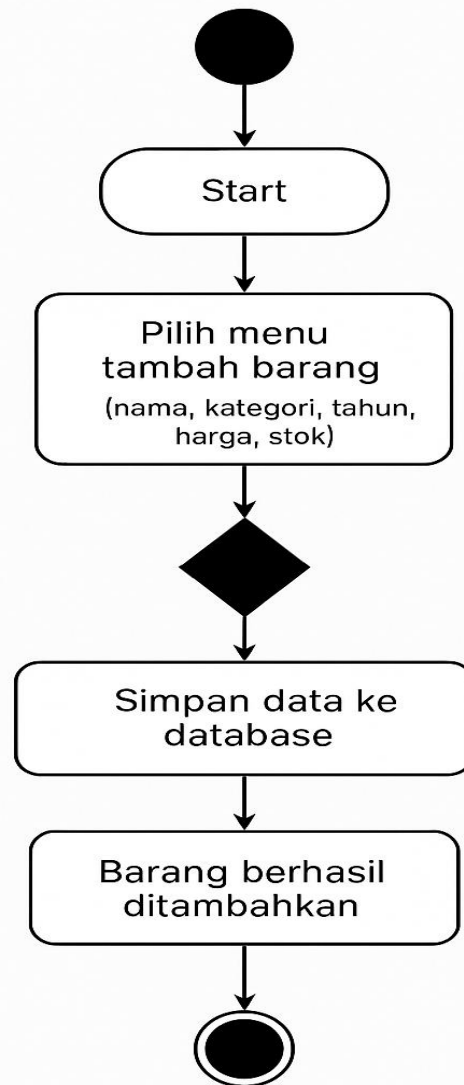 Start
Pilih menu
tambah barang
(nama, kategori, tahun,
harga, stok)
Simpan data ke
database
Barang berhasil
ditambahkan